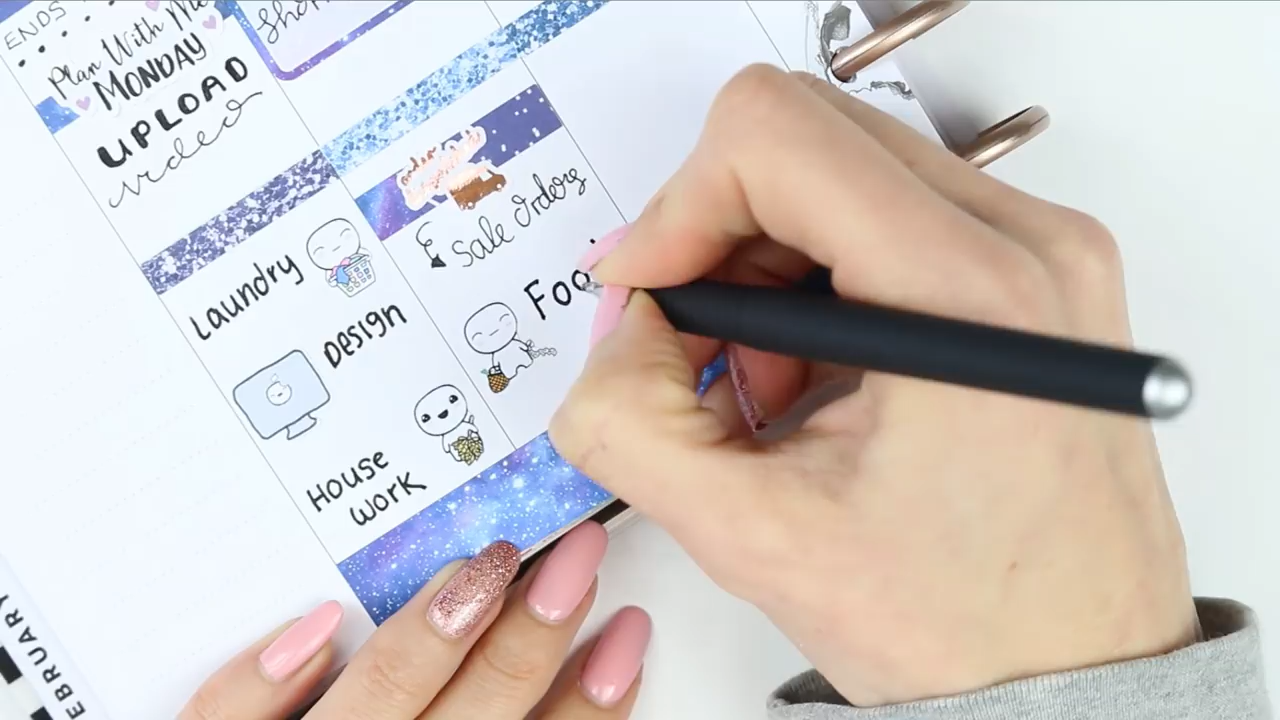 ENDS
Plan With Me
MONDAY
UPLOAD
video
Laundry
DESIGN
HOUSE
WORK
Sale Orders
Foo
EBRUARY